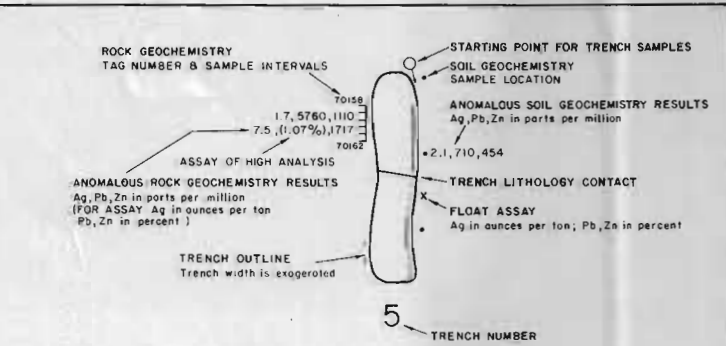 ROCK GEOCHEMISTRY
TAG NUMBER & SAMPLE INTERVALS
70158
1.7, 5760, 1110
7.5, (1.07%), 1717
70162
ASSAY OF HIGH ANALYSIS
ANOMALOUS ROCK GEOCHEMISTRY RESULTS
Ag, Pb, Zn in parts per million
(FOR ASSAY Ag in ounces per ton
Pb, Zn in percent )
TRENCH OUTLINE
Trench width is exagerated
STARTING POINT FOR TRENCH SAMPLES
SOIL GEOCHEMISTRY
SAMPLE LOCATION
ANOMALOUS SOIL GEOCHEMISTRY RESULTS
Ag, Pb, Zn in parts per million
2.1, 710, 454
TRENCH LITHOLOGY CONTACT
X
FLOAT ASSAY
Ag in ounces per ton; Pb, Zn in percent
5
TRENCH NUMBER